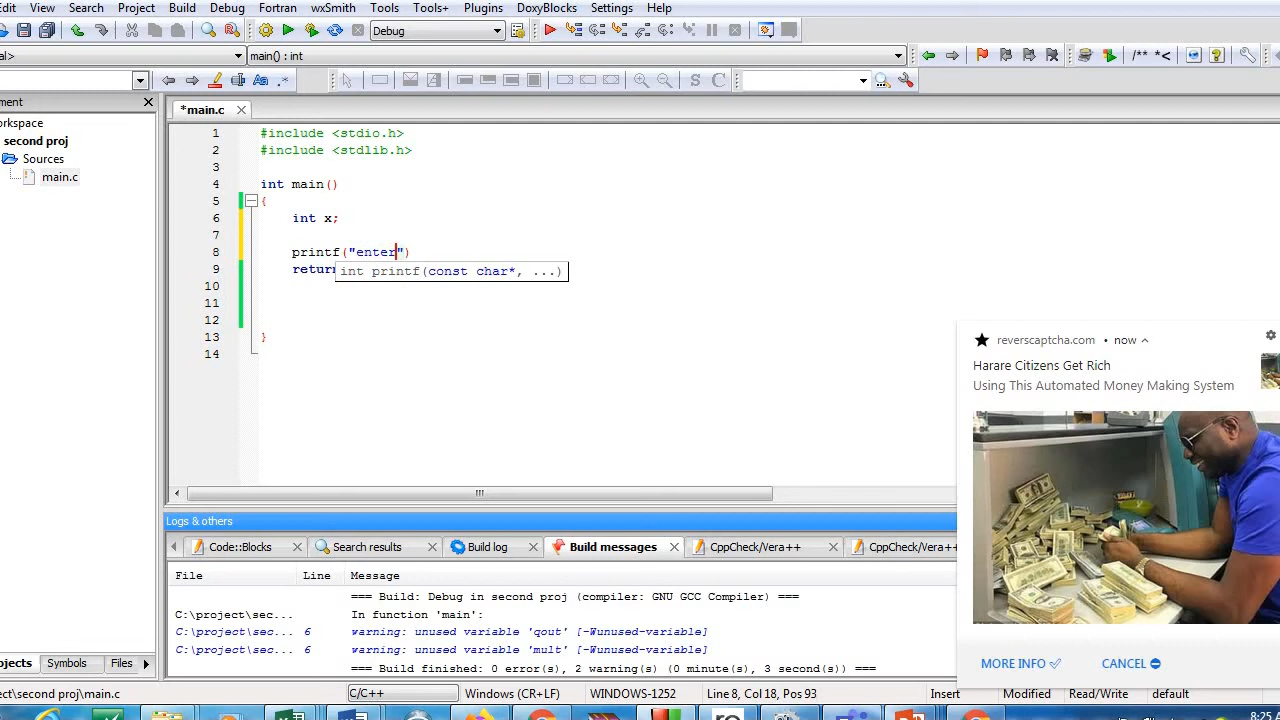 Edit View Search Project Build Debug Fortran wxSmith Tools Tools+ Plugins DoxyBlocks Settings Help
Debug
al> main() : int
/** *<
S C
ment
*main.c
orkspace
second proj
Sources
main.c
1 #include <stdio.h>
2 #include <stdlib.h>
3
4 int main()
5 {
6 int x;
7
8 printf("enter")
9 return
int printf(const char*, ...)
10
11
12
13 }
14
reverscaptcha.com • now
Harare Citizens Get Rich
Using This Automated Money Making System
MORE INFO CANCEL
Logs & others
Code::Blocks Search results Build log Build messages CppCheck/Vera++ CppCheck/Vera++
File Line Message
=== Build: Debug in second proj (compiler: GNU GCC Compiler) ===
C:\project\sec... In function 'main':
C:\project\sec... 6 warning: unused variable 'qout' [-Wunused-variable]
C:\project\sec... 6 warning: unused variable 'mult' [-Wunused-variable]
=== Build finished: 0 error(s), 2 warning(s) (0 minute(s), 3 second(s)) ===
ojects Symbols Files
ect\second proj\main.c C/C++ Windows (CR+LF) WINDOWS-1252 Line 8, Col 18, Pos 93 Insert Modified Read/Write default
8:25